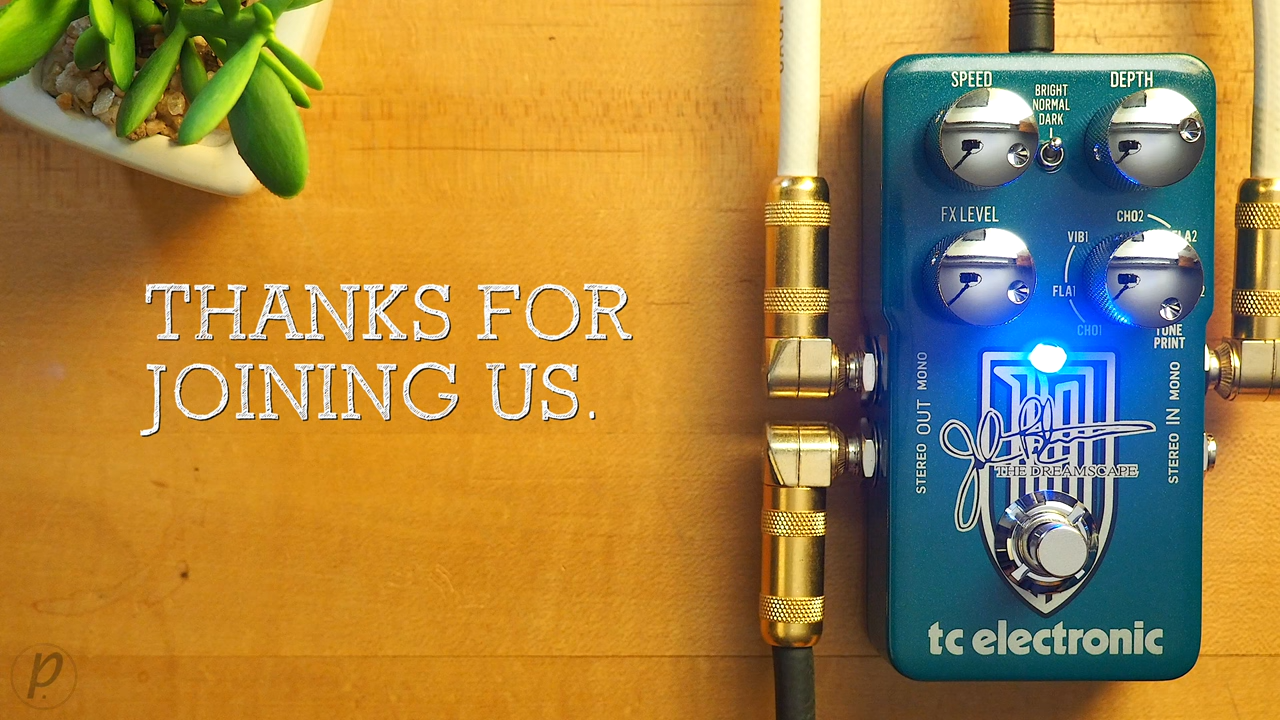 THANKS FOR
JOINING US.
SPEED
DEPTH
BRIGHT
NORMAL
DARK
FX LEVEL
CHO2
VIB1
CHO1
TONE
PRINT
STEREO OUT MONO
STEREO IN MONO
THE DREAMSCAPE
tc electronic
p.